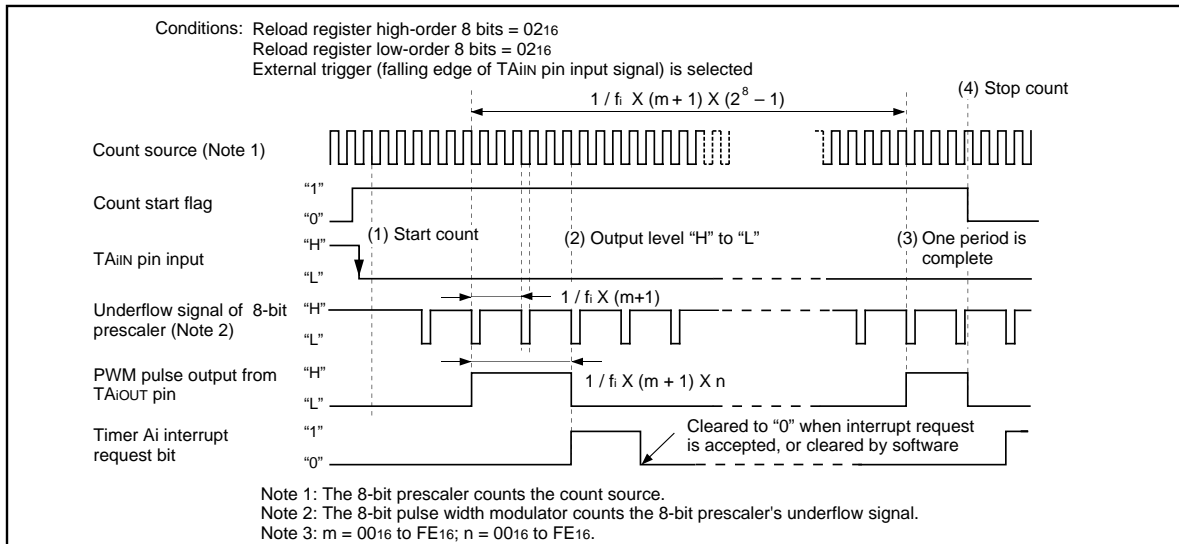 Conditions: Reload register high-order 8 bits = 0216
Reload register low-order 8 bits = 0216
External trigger (falling edge of TAiIN pin input signal) is selected
1 / fi X (m + 1) X (2⁸ – 1)
(4) Stop count
Count source (Note 1)
Count start flag
“1”
“0”
(1) Start count
(2) Output level “H” to “L”
(3) One period is
complete
TAiIN pin input
“H”
“L”
1 / fi X (m+1)
Underflow signal of 8-bit
prescaler (Note 2)
“H”
“L”
PWM pulse output from
TAiOUT pin
“H”
“L”
1 / fi X (m + 1) X n
Timer Ai interrupt
request bit
“1”
“0”
Cleared to “0” when interrupt request
is accepted, or cleared by software
Note 1: The 8-bit prescaler counts the count source.
Note 2: The 8-bit pulse width modulator counts the 8-bit prescaler's underflow signal.
Note 3: m = 0016 to FE16; n = 0016 to FE16.